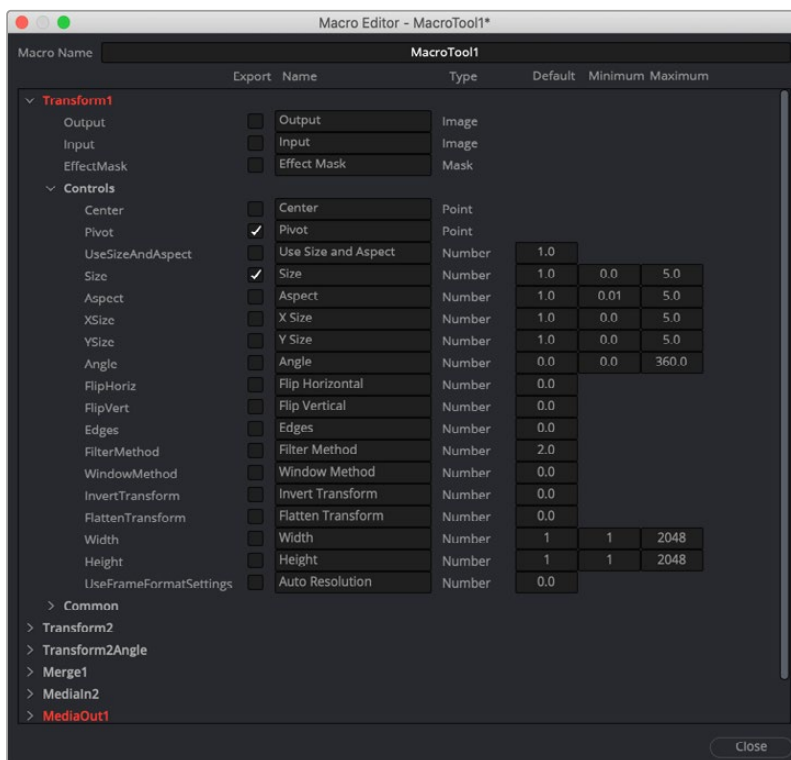 Macro Editor - MacroTool1*
Macro Name MacroTool1
Export Name Type Default Minimum Maximum
Transform1
Output Output Image
Input Input Image
EffectMask Effect Mask Mask
Controls
Center Center Point
Pivot Pivot Point
UseSizeAndAspect Use Size and Aspect Number 1.0
Size Size Number 1.0 0.0 5.0
Aspect Aspect Number 1.0 0.01 5.0
XSize X Size Number 1.0 0.0 5.0
YSize Y Size Number 1.0 0.0 5.0
Angle Angle Number 0.0 0.0 360.0
FlipHoriz Flip Horizontal Number 0.0
FlipVert Flip Vertical Number 0.0
Edges Edges Number 0.0
FilterMethod Filter Method Number 2.0
WindowMethod Window Method Number 0.0
InvertTransform Invert Transform Number 0.0
FlattenTransform Flatten Transform Number 0.0
Width Width Number 1 1 2048
Height Height Number 1 1 2048
UseFrameFormatSettings Auto Resolution Number 0.0
Common
Transform2
Transform2Angle
Merge1
MediaIn2
MediaOut1
Close